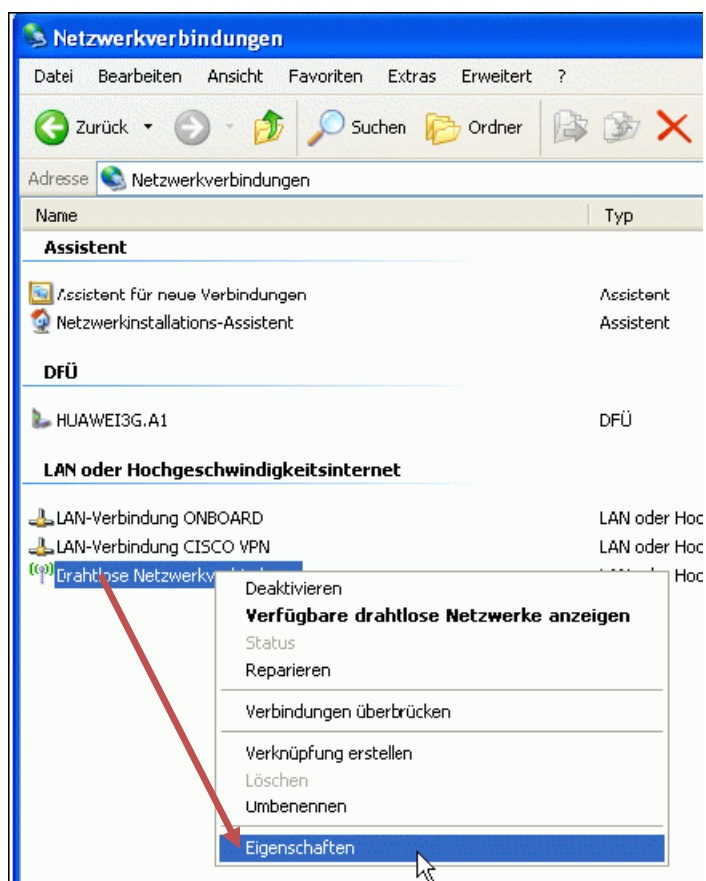 Netzwerkverbindungen
Datei Bearbeiten Ansicht Favoriten Extras Erweitert ?
Zurück Suchen Ordner
Adresse Netzwerkverbindungen
Name Typ
Assistent
Assistent für neue Verbindungen Assistent
Netzwerkinstallations-Assistent Assistent
DFÜ
HUAWEI3G.A1 DFÜ
LAN oder Hochgeschwindigkeitsinternet
LAN-Verbindung ONBOARD LAN oder Hoc
LAN-Verbindung CISCO VPN LAN oder Hoc
Drahtlose Hoc
Deaktivieren
Verfügbare drahtlose Netzwerke anzeigen
Status
Reparieren
Verbindungen überbrücken
Verknüpfung erstellen
Löschen
Umbenennen
Eigenschaften